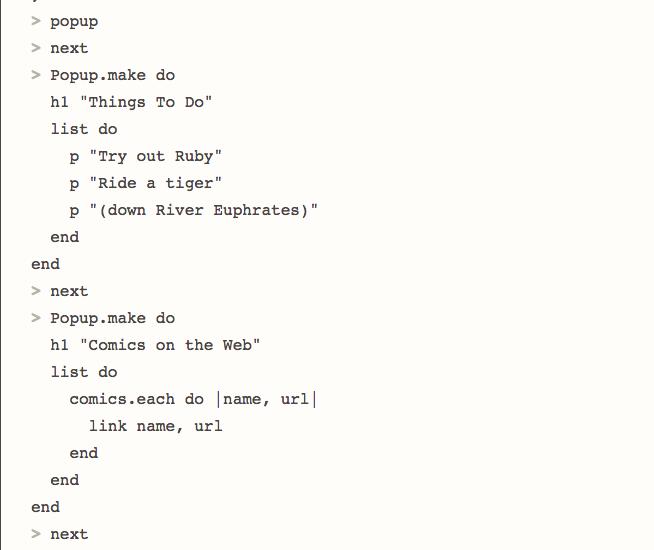 > popup
> next
> Popup.make do
h1 "Things To Do"
list do
p "Try out Ruby"
p "Ride a tiger"
p "(down River Euphrates)"
end
end
> next
> Popup.make do
h1 "Comics on the Web"
list do
comics.each do |name, url|
link name, url
end
end
end
> next